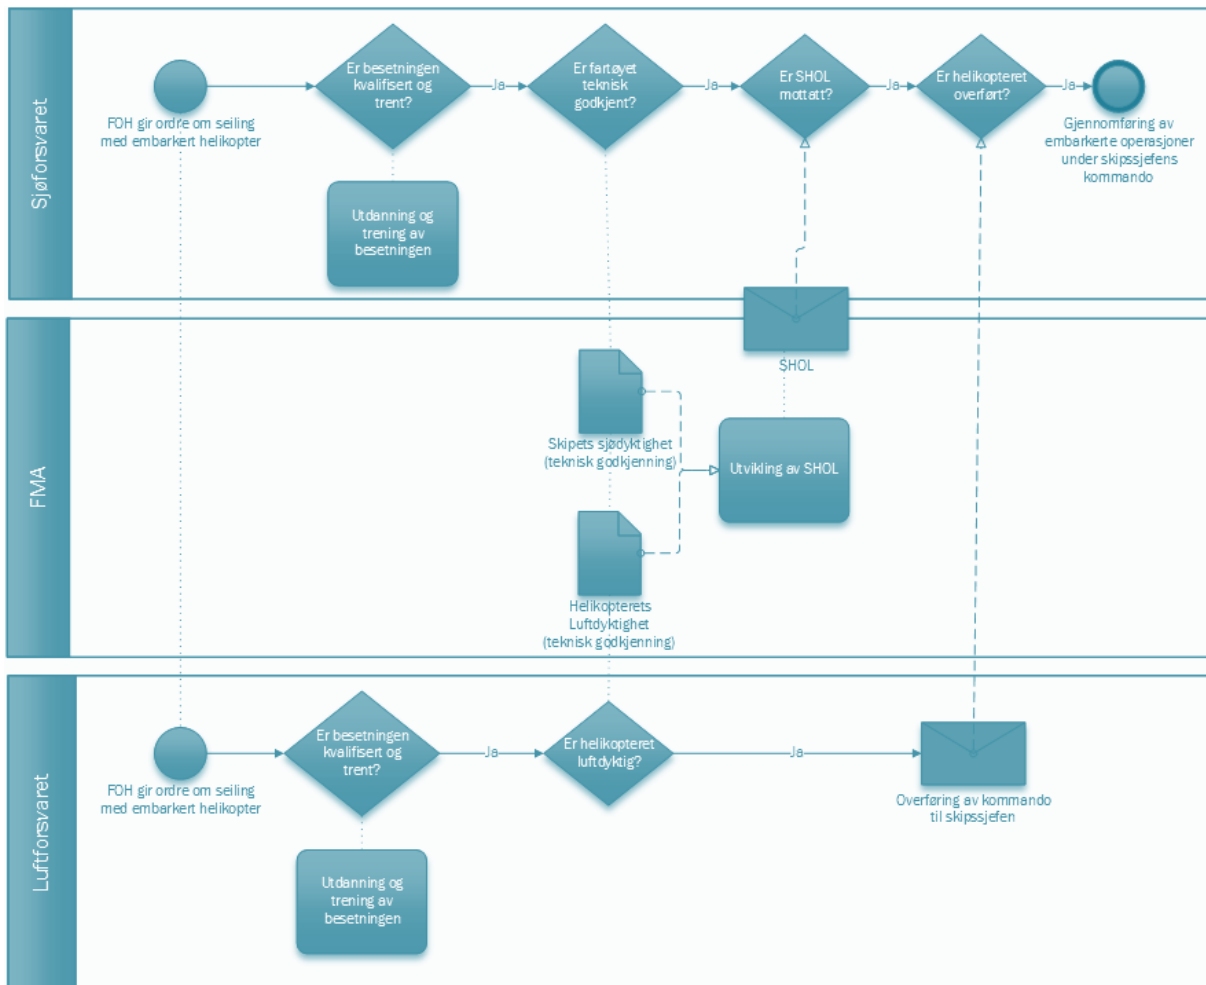 Sjøforsvaret
FOH gir ordre om seiling
med embarkert helikopter
Er besetningen
kvalifisert og
trent?
Ja
Er fartøyet
teknisk
godkjent?
Ja
Er SHOL
mottatt?
Ja
Er helikopteret
overført?
Ja
Gjennomføring av
embarkerte operasjoner
under skipssjefens
kommando
Utdanning og
trening av
besetningen
FMA
SHOL
Skipets sjødyktighet
(teknisk godkjenning)
Utvikling av SHOL
Helikopterets
Luftdyktighet
(teknisk godkjenning)
Luftforsvaret
FOH gir ordre om seiling
med embarkert helikopter
Er besetningen
kvalifisert og
trent?
Ja
Er helikopteret
luftdyktig?
Ja
Overføring av kommando
til skipssjefen
Utdanning og
trening av
besetningen